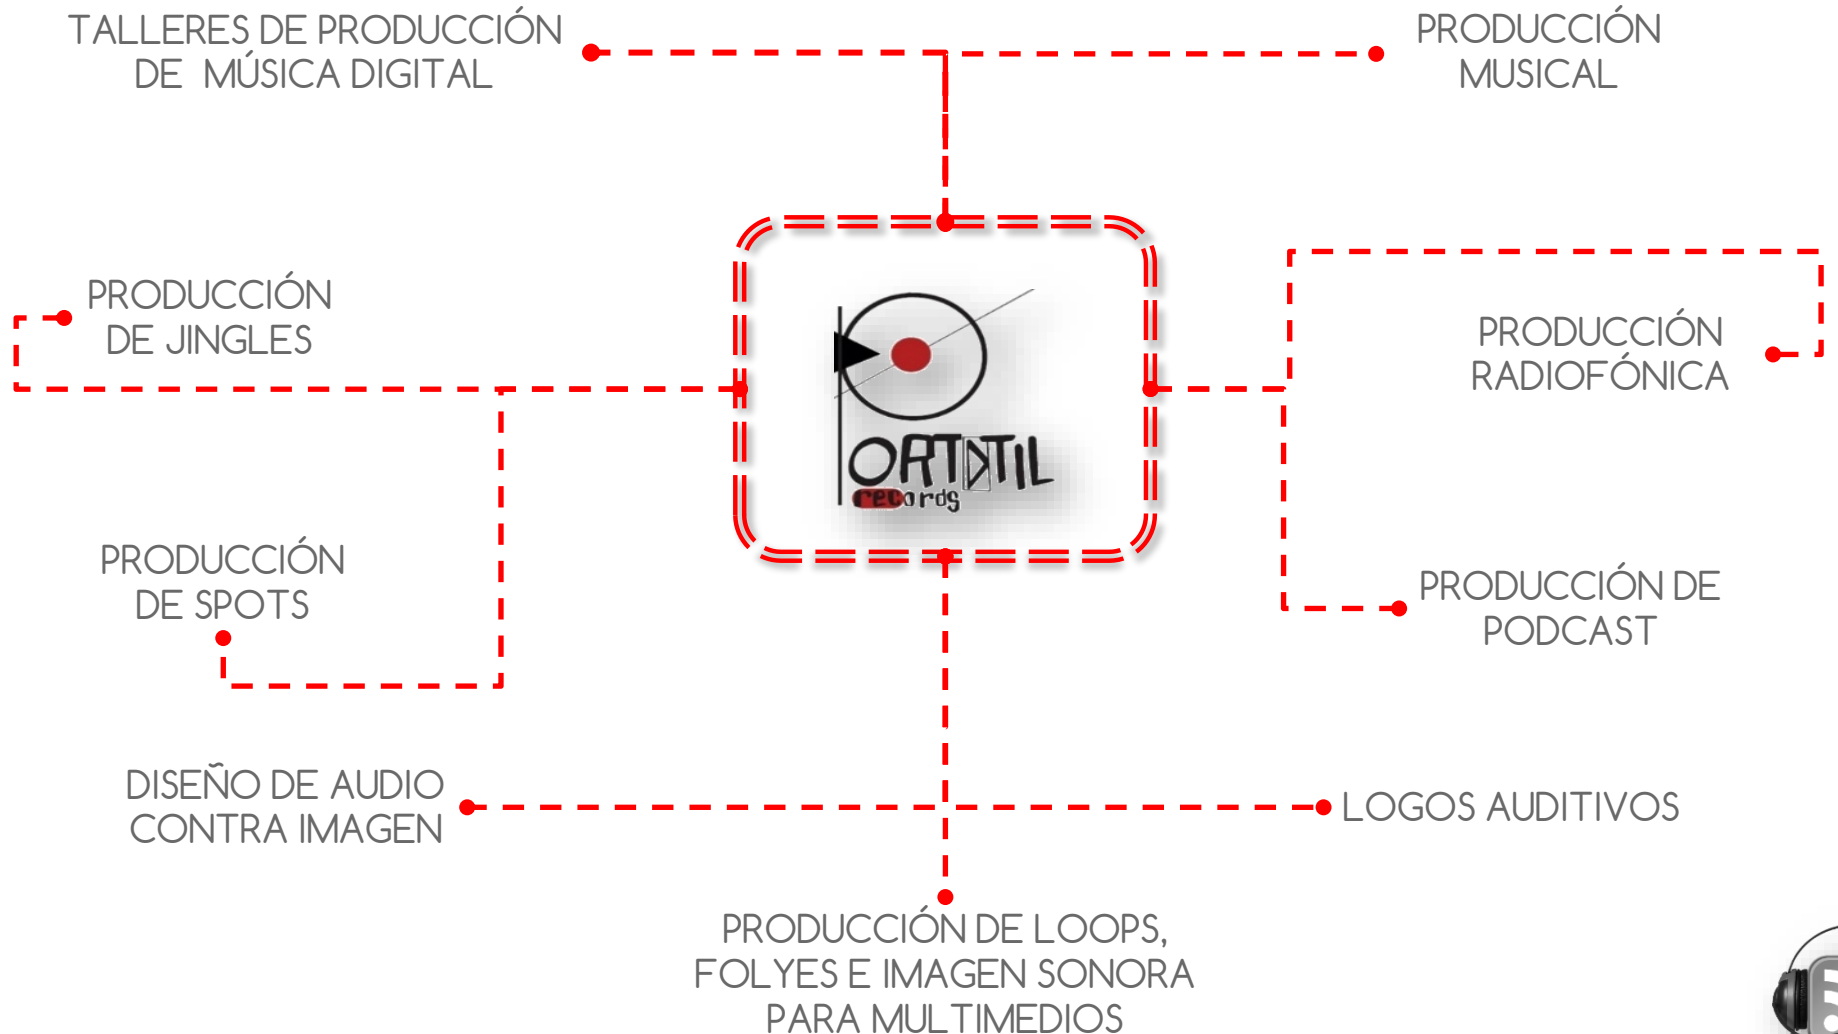 TALLERES DE PRODUCCIÓN
DE MÚSICA DIGITAL
PRODUCCIÓN
MUSICAL
PRODUCCIÓN
DE JINGLES
PORTÁTIL
records
PRODUCCIÓN
RADIOFÓNICA
PRODUCCIÓN
DE SPOTS
PRODUCCIÓN DE
PODCAST
DISEÑO DE AUDIO
CONTRA IMAGEN
LOGOS AUDITIVOS
PRODUCCIÓN DE LOOPS,
FOLYES E IMAGEN SONORA
PARA MULTIMEDIOS